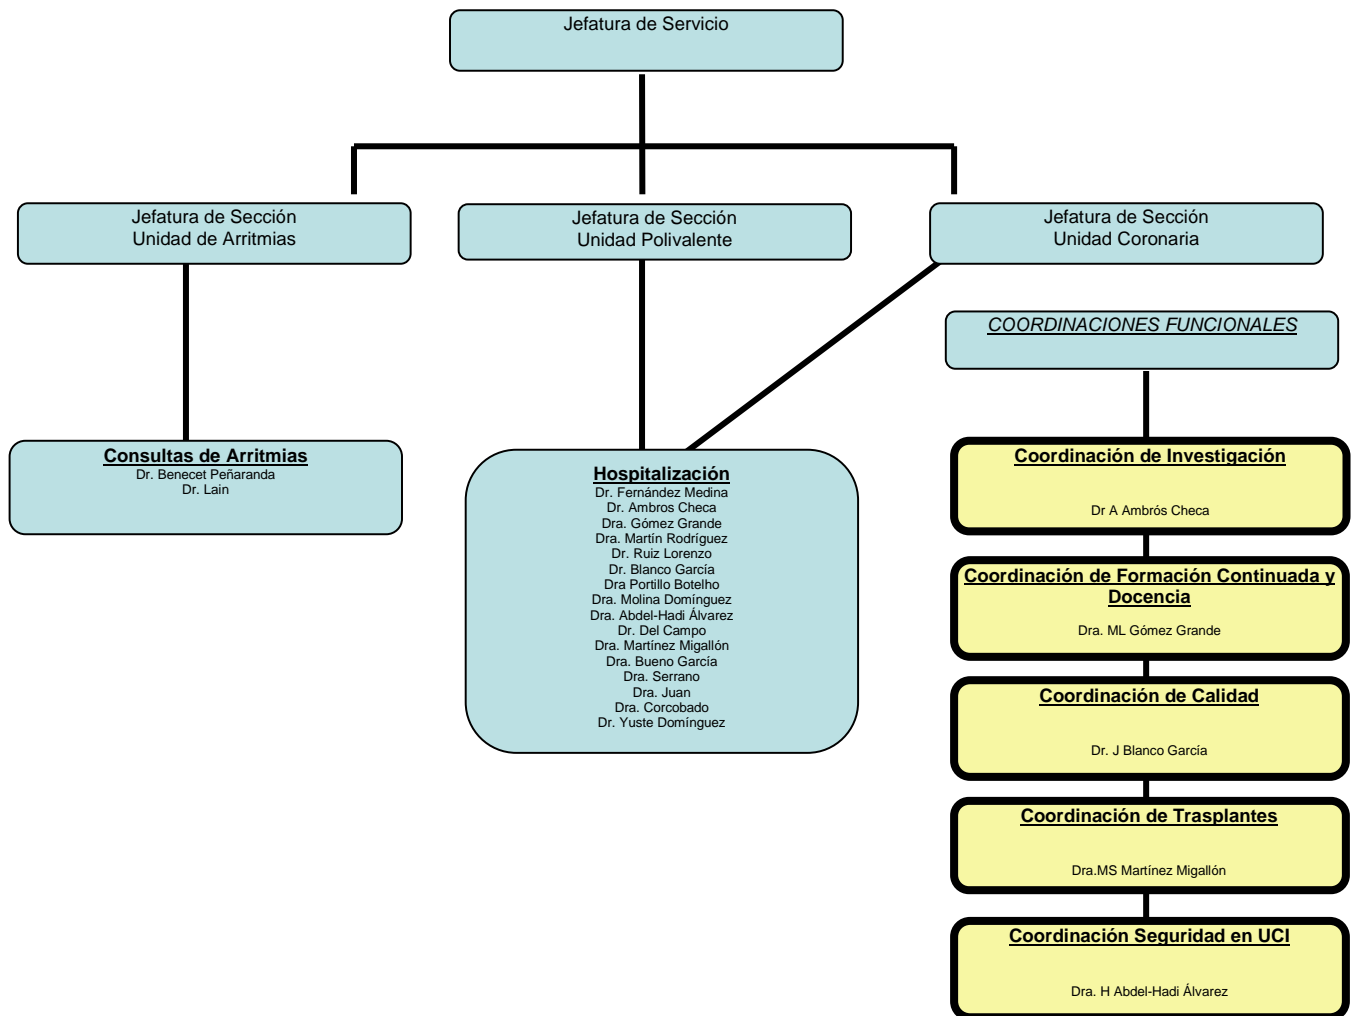 Jefatura de Servicio
Jefatura de Sección
Unidad de Arritmias
Jefatura de Sección
Unidad Polivalente
Jefatura de Sección
Unidad Coronaria
COORDINACIONES FUNCIONALES
Consultas de Arritmias
Dr. Benecet Peñaranda
Dr. Lain
Hospitalización
Dr. Fernández Medina
Dr. Ambros Checa
Dra. Gómez Grande
Dra. Martín Rodríguez
Dr. Ruiz Lorenzo
Dr. Blanco García
Dra Portillo Botelho
Dra. Molina Domínguez
Dra. Abdel-Hadi Álvarez
Dr. Del Campo
Dra. Martínez Migallón
Dra. Bueno García
Dra. Serrano
Dra. Juan
Dra. Corcobado
Dr. Yuste Domínguez
Coordinación de Investigación
Dr A Ambrós Checa
Coordinación de Formación Continuada y
Docencia
Dra. ML Gómez Grande
Coordinación de Calidad
Dr. J Blanco García
Coordinación de Trasplantes
Dra.MS Martínez Migallón
Coordinación Seguridad en UCI
Dra. H Abdel-Hadi Álvarez